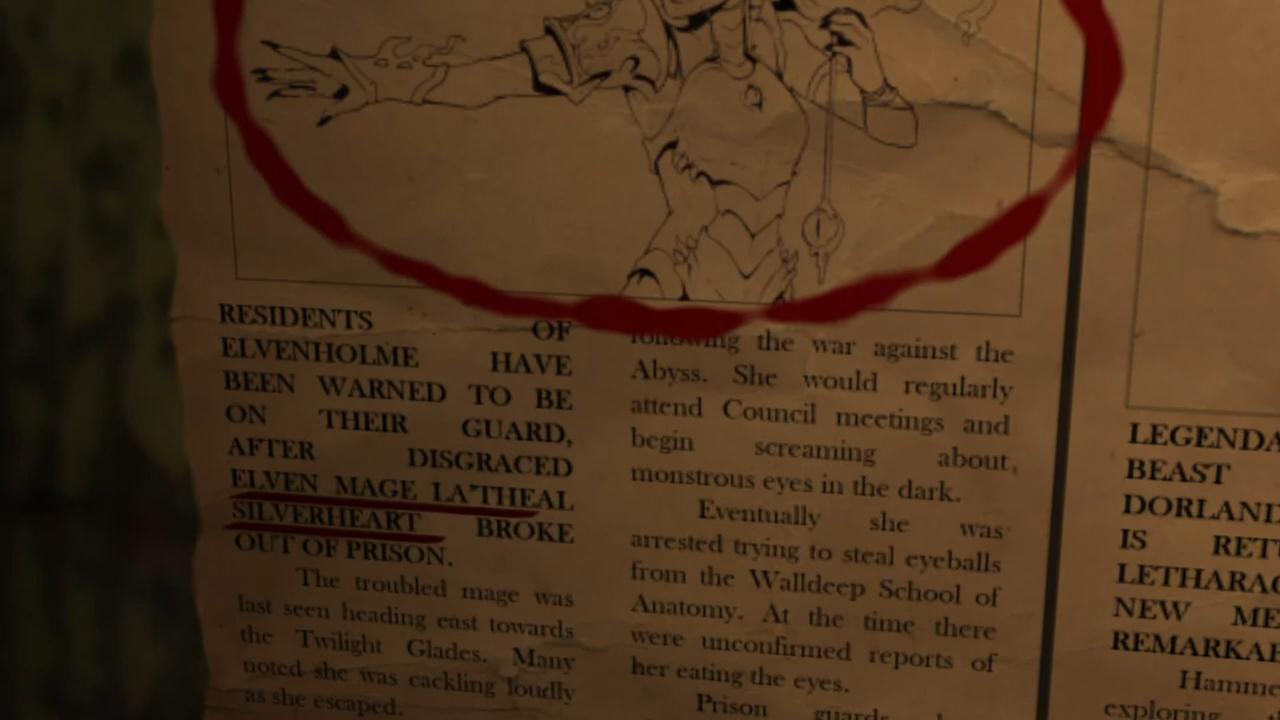 RESIDENTS OF
ELVENHOLME HAVE
BEEN WARNED TO BE
ON THEIR GUARD,
AFTER DISGRACED
ELVEN MAGE LA'THEAL
SILVERHEART BROKE
OUT OF PRISON.
The troubled mage was
last seen heading east towards
the Twilight Glades. Many
noted she was cackling loudly
as she escaped.
following the war against the
Abyss. She would regularly
attend Council meetings and
begin screaming about
monstrous eyes in the dark.
Eventually she was
arrested trying to steal eyeballs
from the Walldeep School of
Anatomy. At the time there
were unconfirmed reports of
her eating the eyes.
Prison guards
LEGENDA
BEAST
DORLAND
IS RET
LETHARAG
NEW ME
REMARKAB
Hamme
exploring